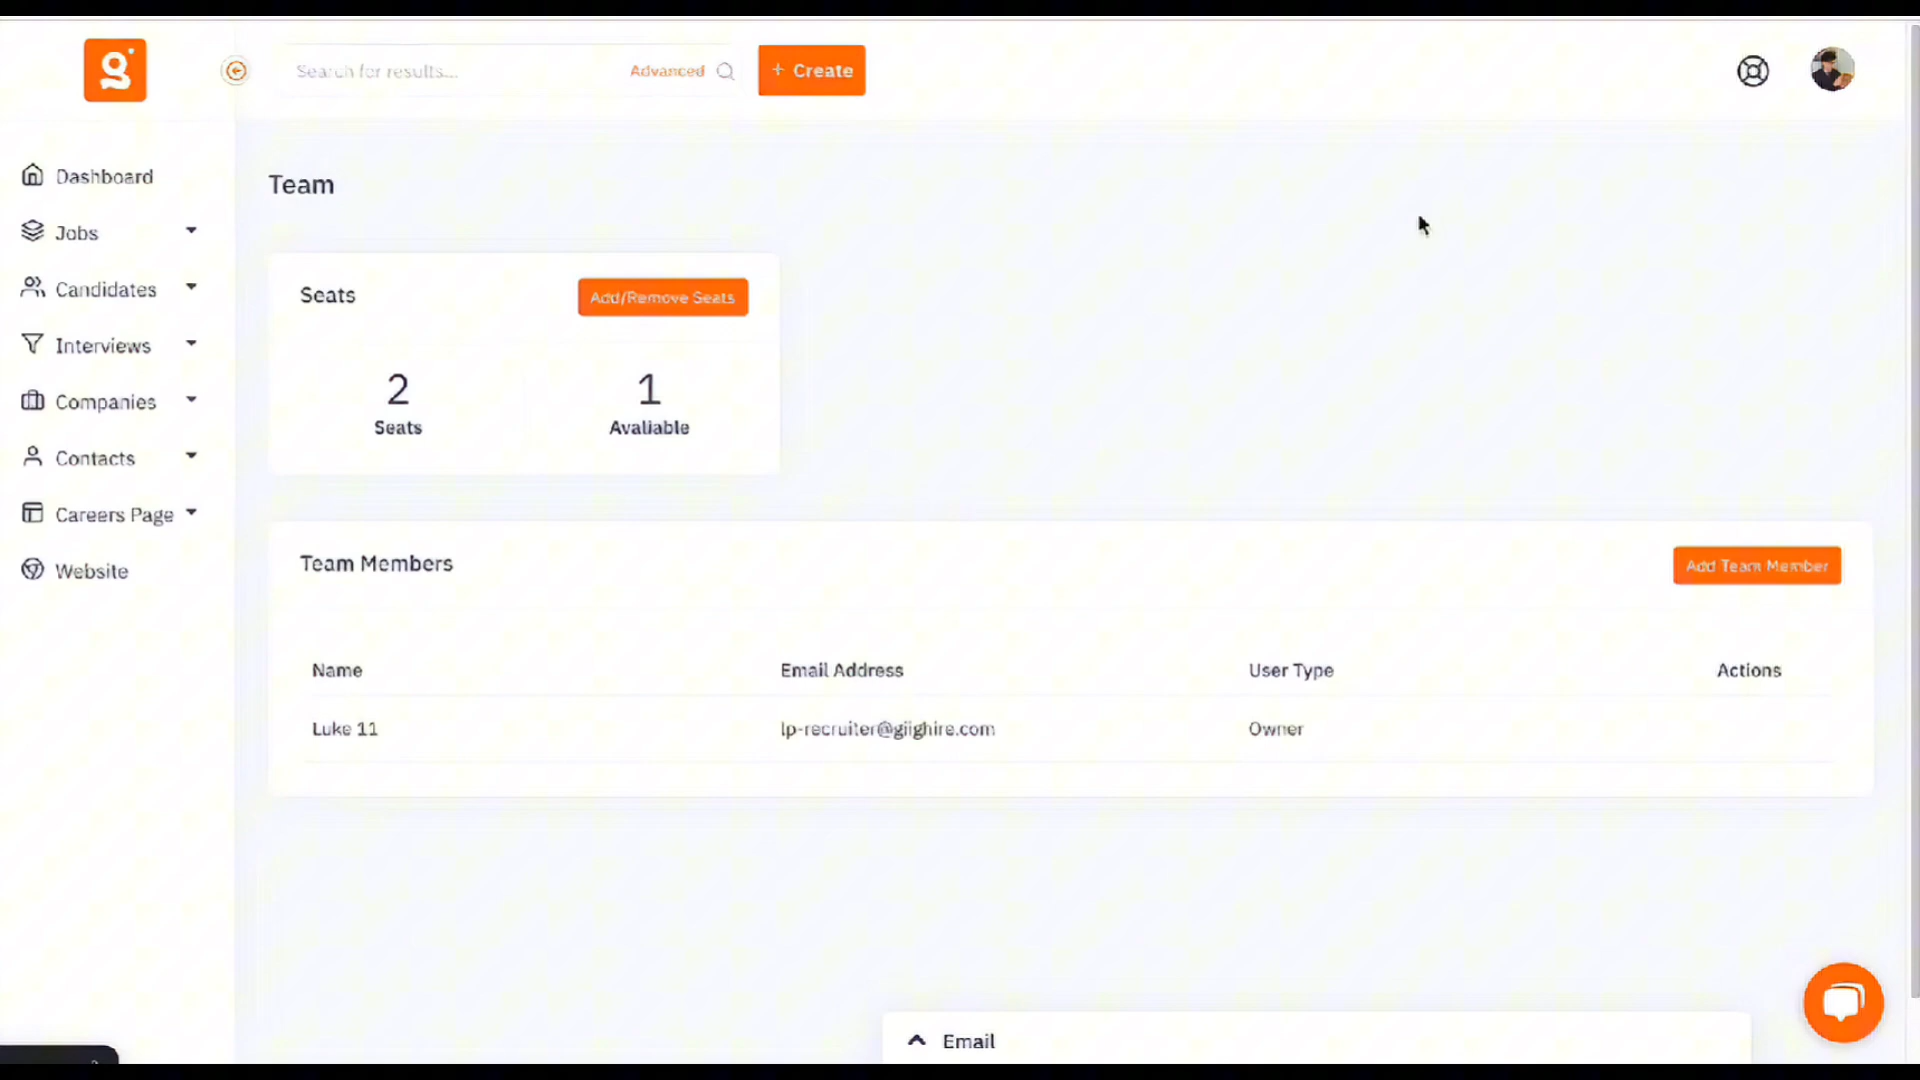 g
Search for results....
Advanced
+ Create
Dashboard
Jobs
Candidates
Interviews
Companies
Contacts
Careers Page
Website
Team
Seats
Add/Remove Seats
2
1
Seats
Avaliable
Team Members
Add Team Member
Name Email Address User Type Actions
Luke 11 lp-recruiter@giighire.com Owner
Email